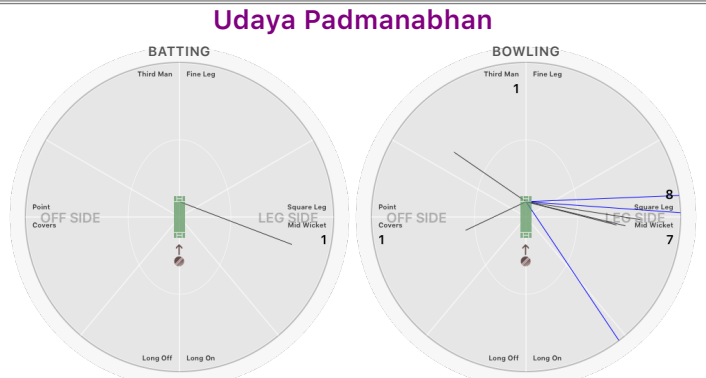 Udaya Padmanabhan
BATTING
Third Man Fine Leg
Point
OFF SIDE
Covers
Square Leg
LEG SIDE
Mid Wicket
1
Long Off Long On
BOWLING
Third Man Fine Leg
1
Point
OFF SIDE
Covers
1
8
Square Leg
LEG SIDE
Mid Wicket
7
Long Off Long On